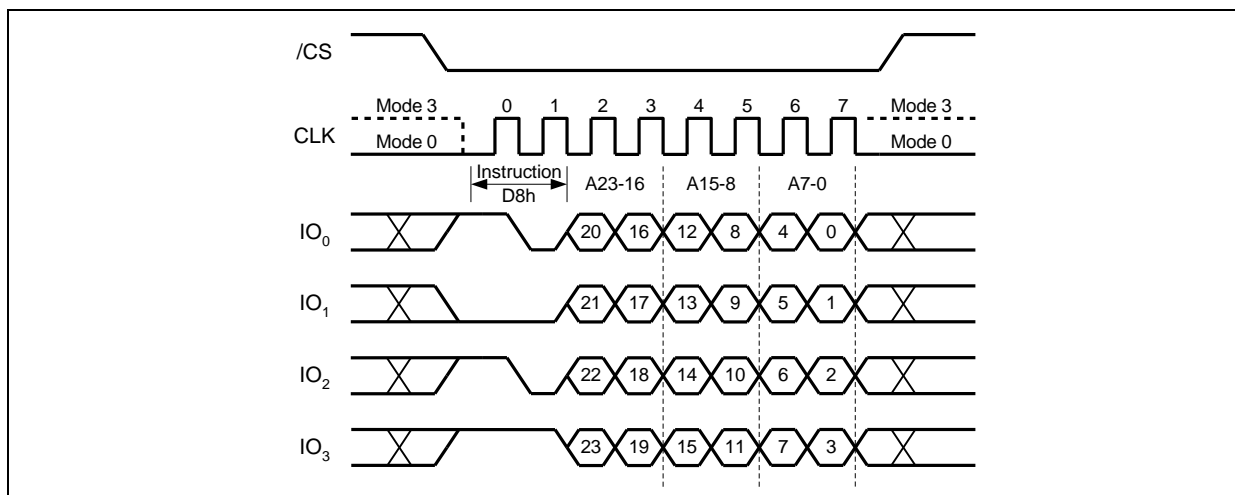 /CS
Mode 3 0 1 2 3 4 5 6 7 Mode 3
CLK Mode 0 Mode 0
Instruction
D8h A23-16 A15-8 A7-0
IO0 20 16 12 8 4 0
IO1 21 17 13 9 5 1
IO2 22 18 14 10 6 2
IO3 23 19 15 11 7 3